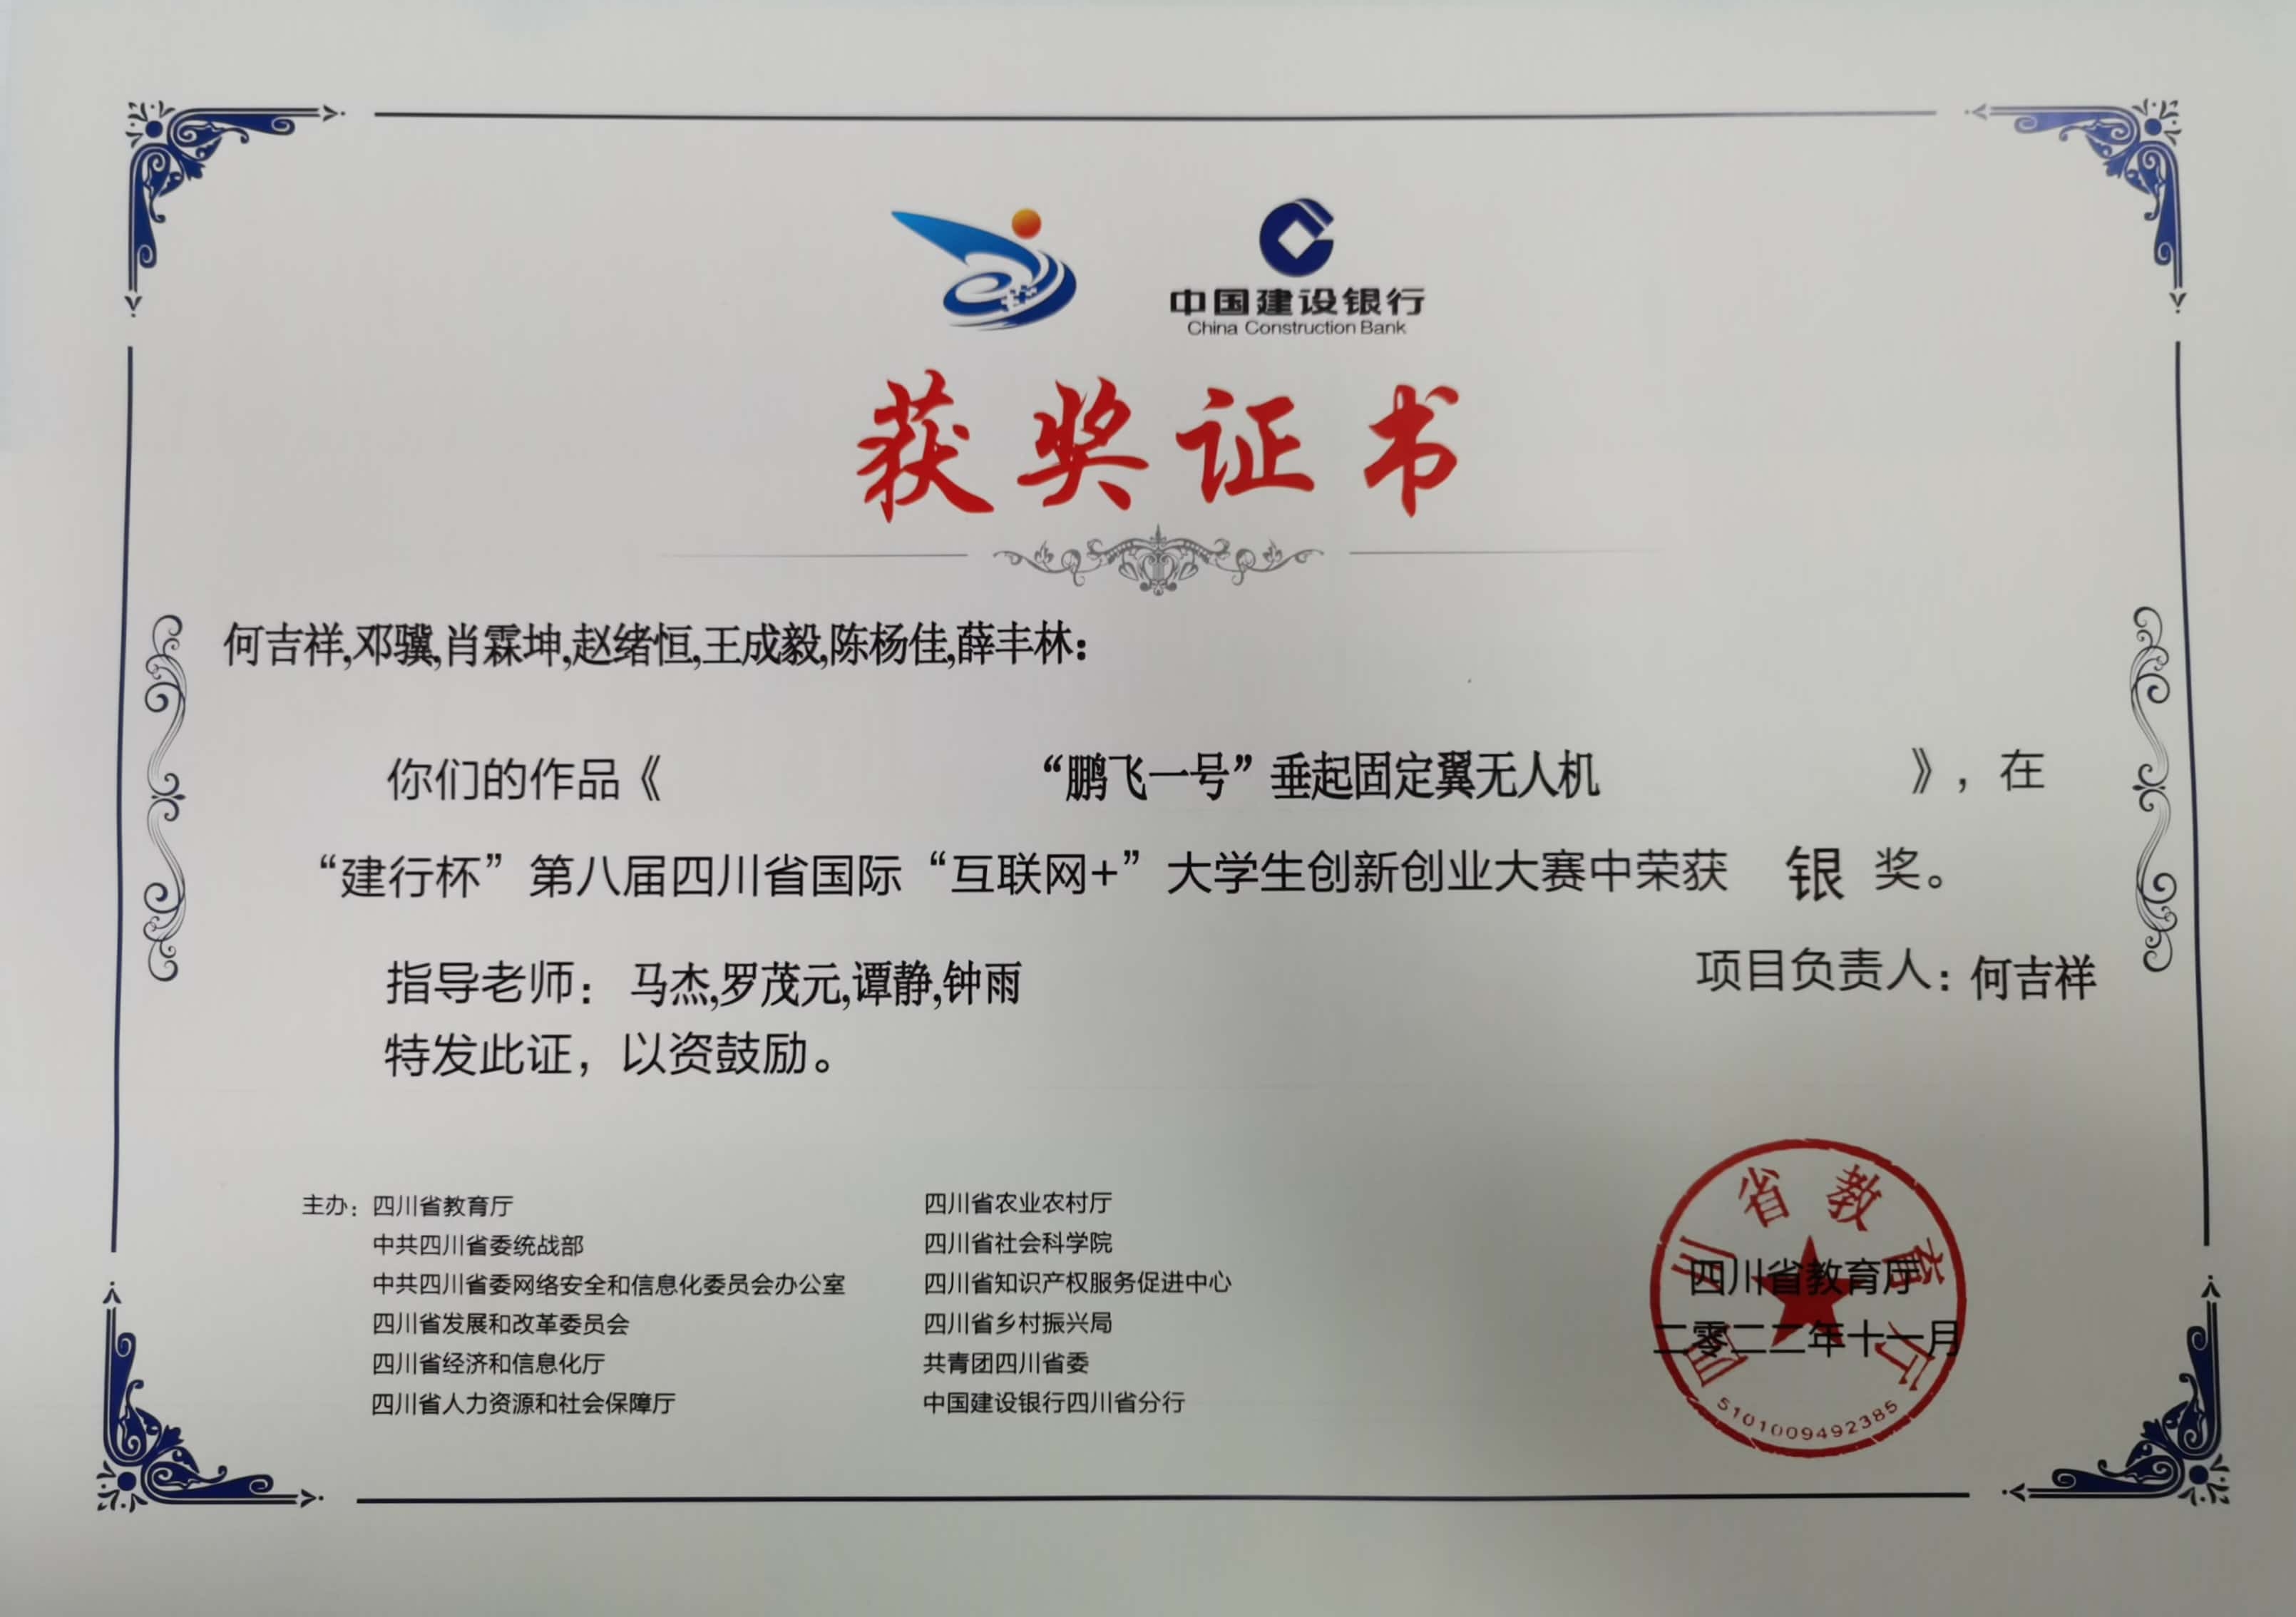 中国建设银行
China Construction Bank
获奖证书
何吉祥,邓骥,肖霖坤,赵绪恒,王成毅,陈杨佳,薛丰林：
你们的作品《“鹏飞一号”垂起固定翼无人机》，在
“建行杯”第八届四川省国际“互联网+”大学生创新创业大赛中荣获 银 奖。
指导老师： 马杰,罗茂元,谭静,钟雨
项目负责人：何吉祥
特发此证，以资鼓励。
主办：四川省教育厅
中共四川省委统战部
中共四川省委网络安全和信息化委员会办公室
四川省发展和改革委员会
四川省经济和信息化厅
四川省人力资源和社会保障厅
四川省农业农村厅
四川省社会科学院
四川省知识产权服务促进中心
四川省乡村振兴局
共青团四川省委
中国建设银行四川省分行
四川省教育厅
四川省教育厅
二零二二年十一月
5101009492385